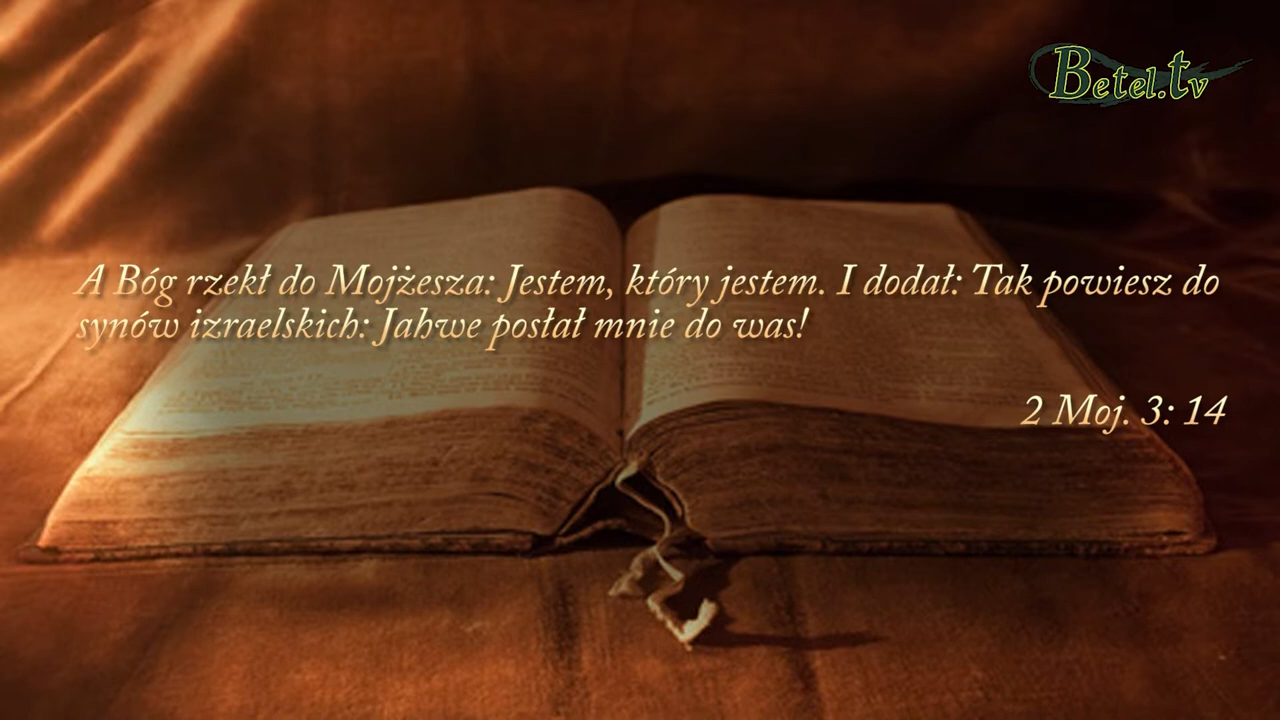 Betel.tv
A Bóg rzekł do Mojżesza: Jestem, który jestem. I dodał: Tak powiesz do
synów izraelskich: Jahwe posłał mnie do was!
2 Moj. 3: 14